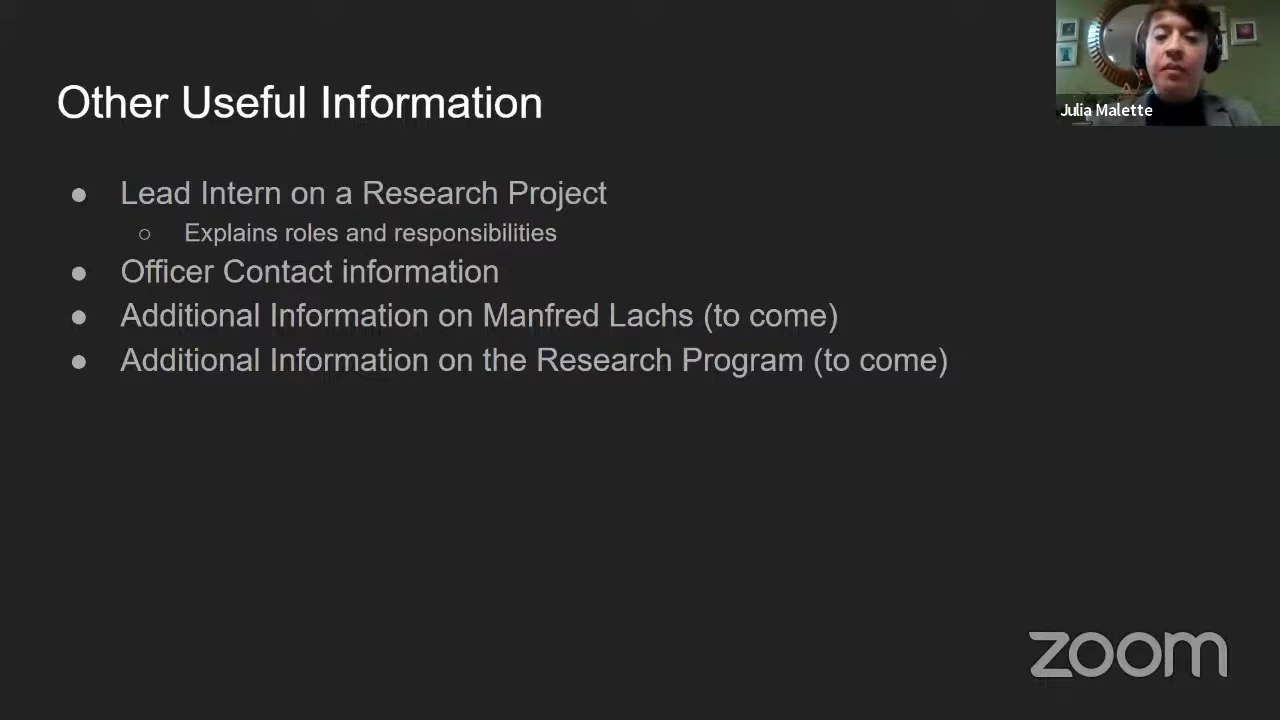 Julia Malette
Other Useful Information
● Lead Intern on a Research Project
○ Explains roles and responsibilities
● Officer Contact information
● Additional Information on Manfred Lachs (to come)
● Additional Information on the Research Program (to come)
zoom